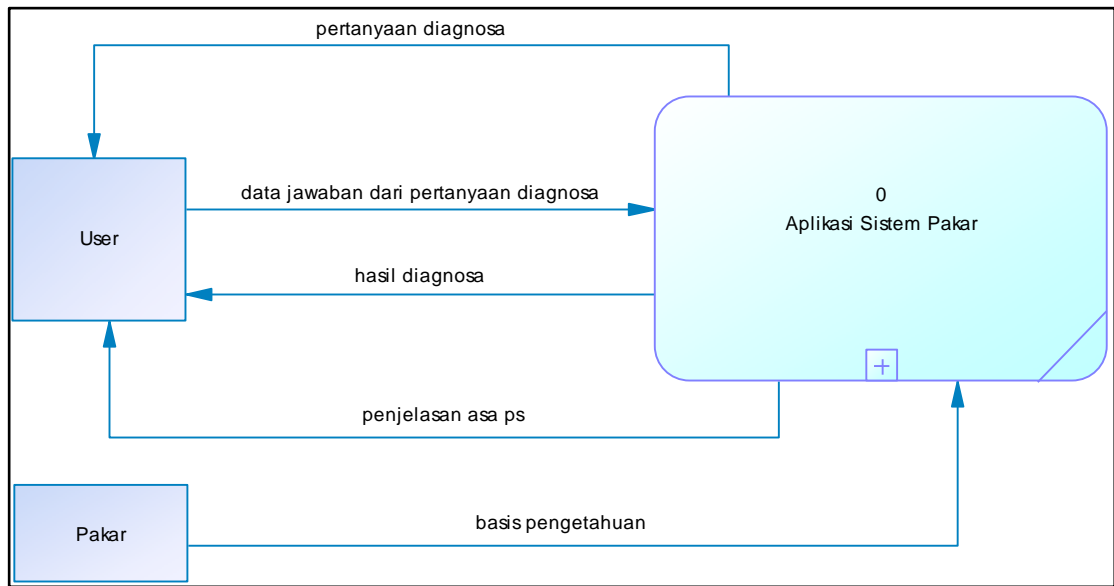 pertanyaan diagnosa
data jawaban dari pertanyaan diagnosa
0
Aplikasi Sistem Pakar
User
hasil diagnosa
penjelasan asa ps
basis pengetahuan
Pakar